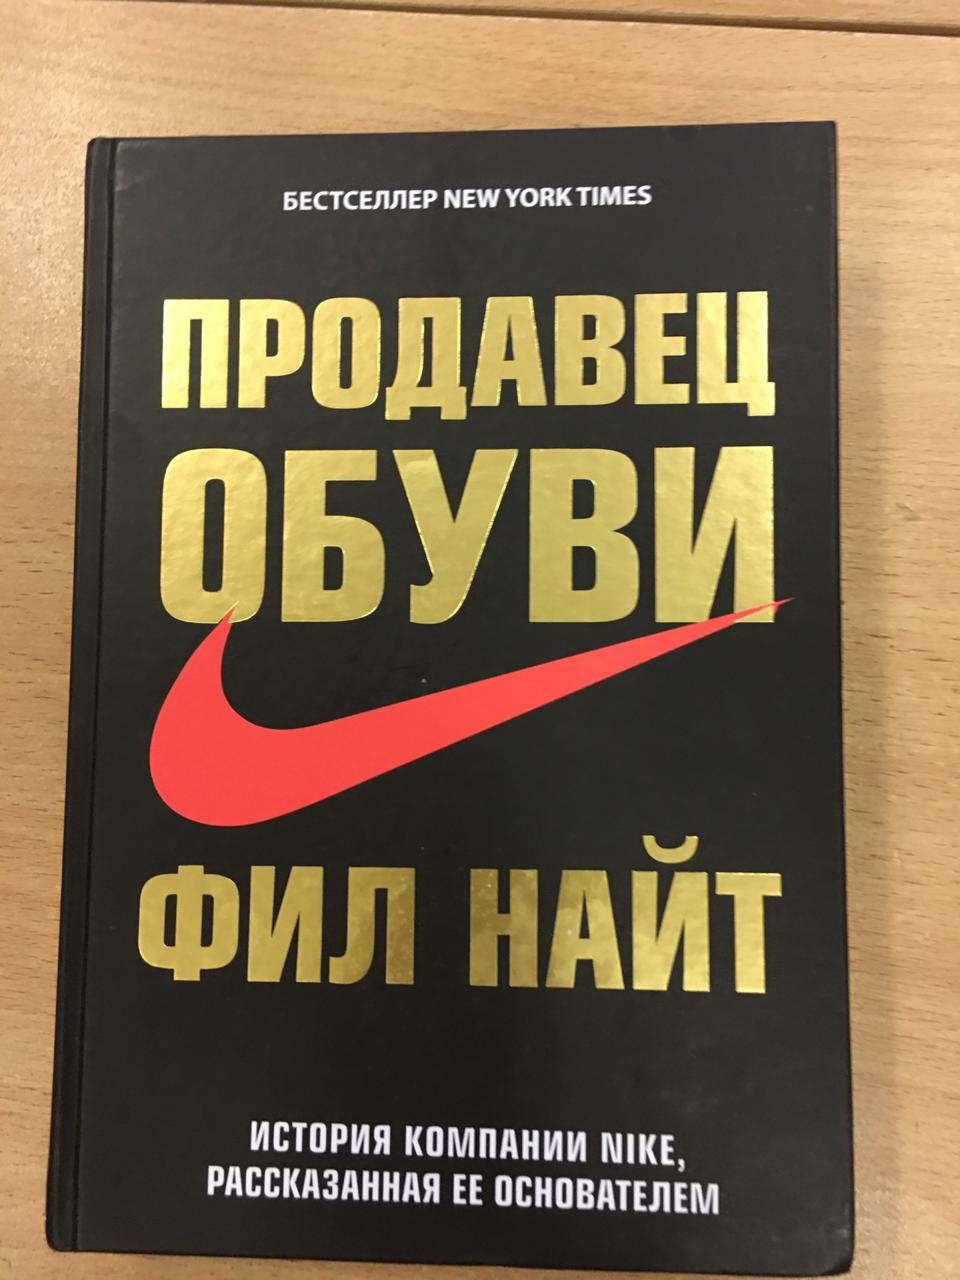 БЕСТСЕЛЛЕР NEW YORK TIMES
ПРОДАВЕЦ
ОБУВИ
ФИЛ НАЙТ
ИСТОРИЯ КОМПАНИИ NIKE,
РАССКАЗАННАЯ ЕЕ ОСНОВАТЕЛЕМ